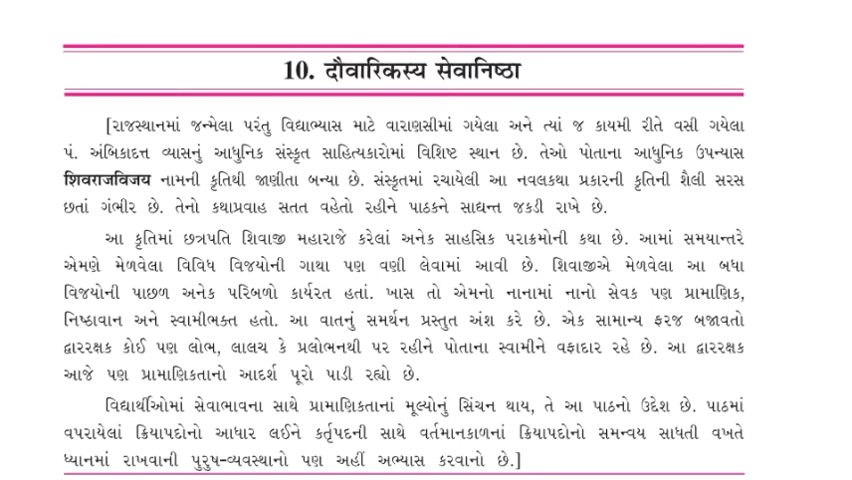 10. दौवारिकस्य सेवानिष्ठा
[રાજસ્થાનમાં જન્મેલા પરંતુ વિદ્યાભ્યાસ માટે વારાણસીમાં ગયેલા અને ત્યાં જ કાયમી રીતે વસી ગયેલા
પં. અંબિકાદત્ત વ્યાસનું આધુનિક સંસ્કૃત સાહિત્યકારોમાં વિશિષ્ટ સ્થાન છે. તેઓ પોતાના આધુનિક ઉપન્યાસ
शिवराजविजय નામની કૃતિથી જાણીતા બન્યા છે. સંસ્કૃતમાં રચાયેલી આ નવલકથા પ્રકારની કૃતિની શૈલી સરસ
છતાં ગંભીર છે. તેનો કથાપ્રવાહ સતત વહેતો રહીને પાઠકને સાદ્યન્ત જકડી રાખે છે.
આ કૃતિમાં છત્રપતિ શિવાજી મહારાજે કરેલાં અનેક સાહસિક પરાક્રમોની કથા છે. આમાં સમયાન્તરે
એમણે મેળવેલા વિવિધ વિજયોની ગાથા પણ વણી લેવામાં આવી છે. શિવાજીએ મેળવેલા આ બધા
વિજયોની પાછળ અનેક પરિબળો કાર્યરત હતાં. ખાસ તો એમનો નાનામાં નાનો સેવક પણ પ્રામાણિક,
નિષ્ઠાવાન અને સ્વામીભક્ત હતો. આ વાતનું સમર્થન પ્રસ્તુત અંશ કરે છે. એક સામાન્ય ફરજ બજાવતો
દ્વારરક્ષક કોઈ પણ લોભ, લાલચ કે પ્રલોભનથી પર રહીને પોતાના સ્વામીને વફાદાર રહે છે. આ દ્વારરક્ષક
આજે પણ પ્રામાણિકતાનો આદર્શ પૂરો પાડી રહ્યો છે.
વિદ્યાર્થીઓમાં સેવાભાવના સાથે પ્રામાણિકતાનાં મૂલ્યોનું સિંચન થાય, તે આ પાઠનો ઉદ્દેશ છે. પાઠમાં
વપરાયેલાં ક્રિયાપદોનો આધાર લઈને કર્તૃપદની સાથે વર્તમાનકાળનાં ક્રિયાપદોનો સમન્વય સાધતી વખતે
ધ્યાનમાં રાખવાની પુરુષ-વ્યવસ્થાનો પણ અહીં અભ્યાસ કરવાનો છે.]